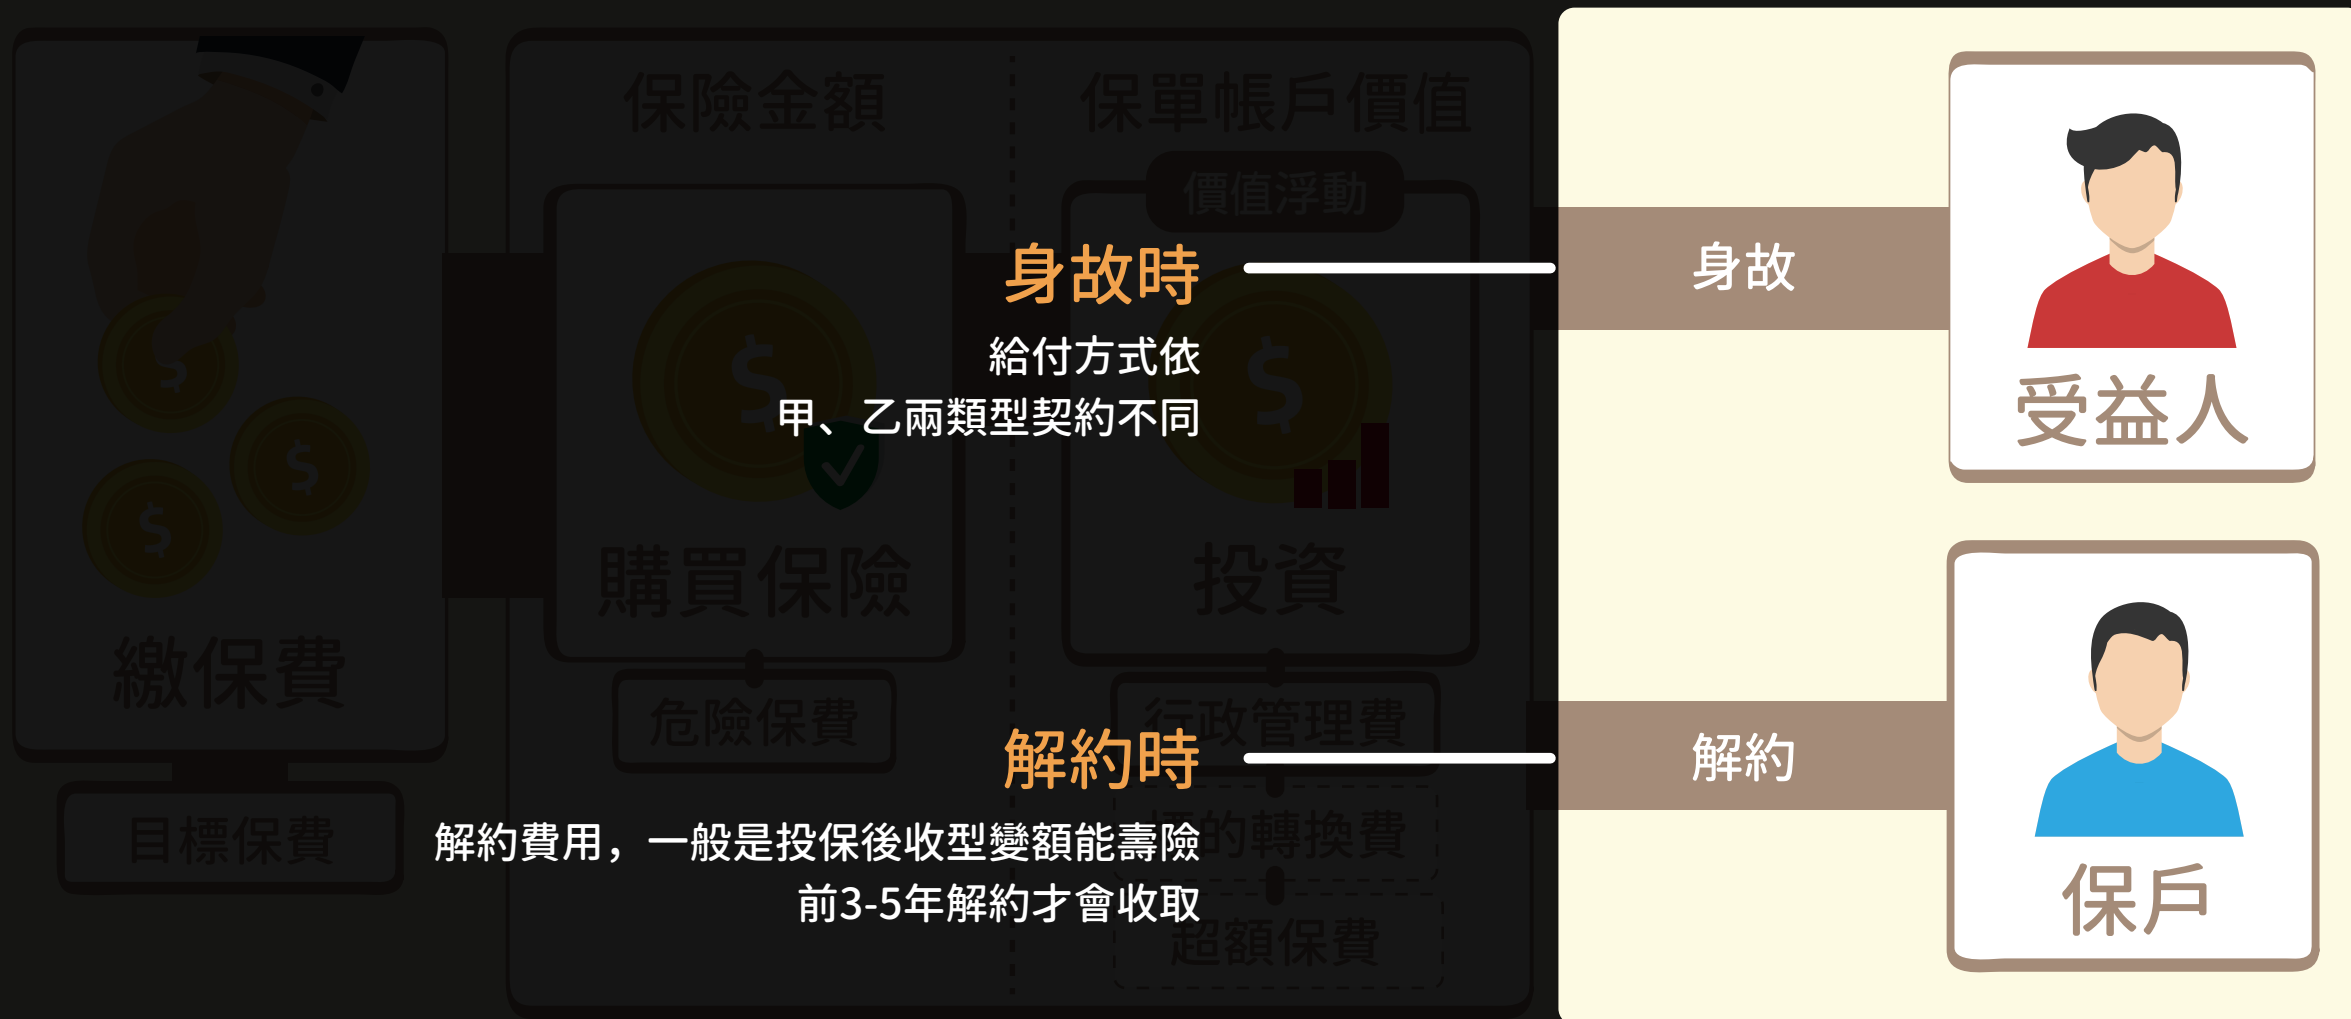 保險金額
保單帳戶價值
價值浮動
身故時
給付方式依
甲、乙兩類型契約不同
身故
受益人
購買保險
投資
繳保費
危險保費
行政管理費
解約時
解約費用，一般是投保後收型變額能壽險
前3-5年解約才會收取
解約
保戶
目標保費
標的轉換費
超額保費